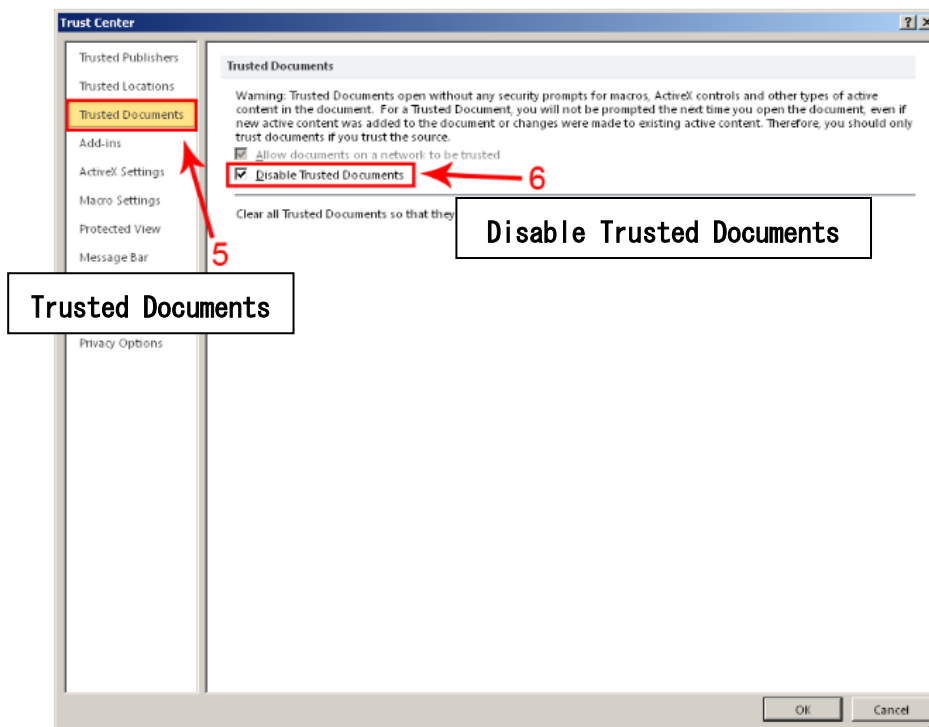 Trust Center
Trusted Publishers
Trusted Locations
Trusted Documents
Add-ins
ActiveX Settings
Macro Settings
Protected View
Message Bar
Privacy Options
Trusted Documents
Warning: Trusted Documents open without any security prompts for macros, ActiveX controls and other types of active
content in the document. For a Trusted Document, you will not be prompted the next time you open the document, even if
new active content was added to the document or changes were made to existing active content. Therefore, you should only
trust documents if you trust the source.
Allow documents on a network to be trusted
Disable Trusted Documents
6
Clear all Trusted Documents so that they
Disable Trusted Documents
5
Trusted Documents
OK
Cancel